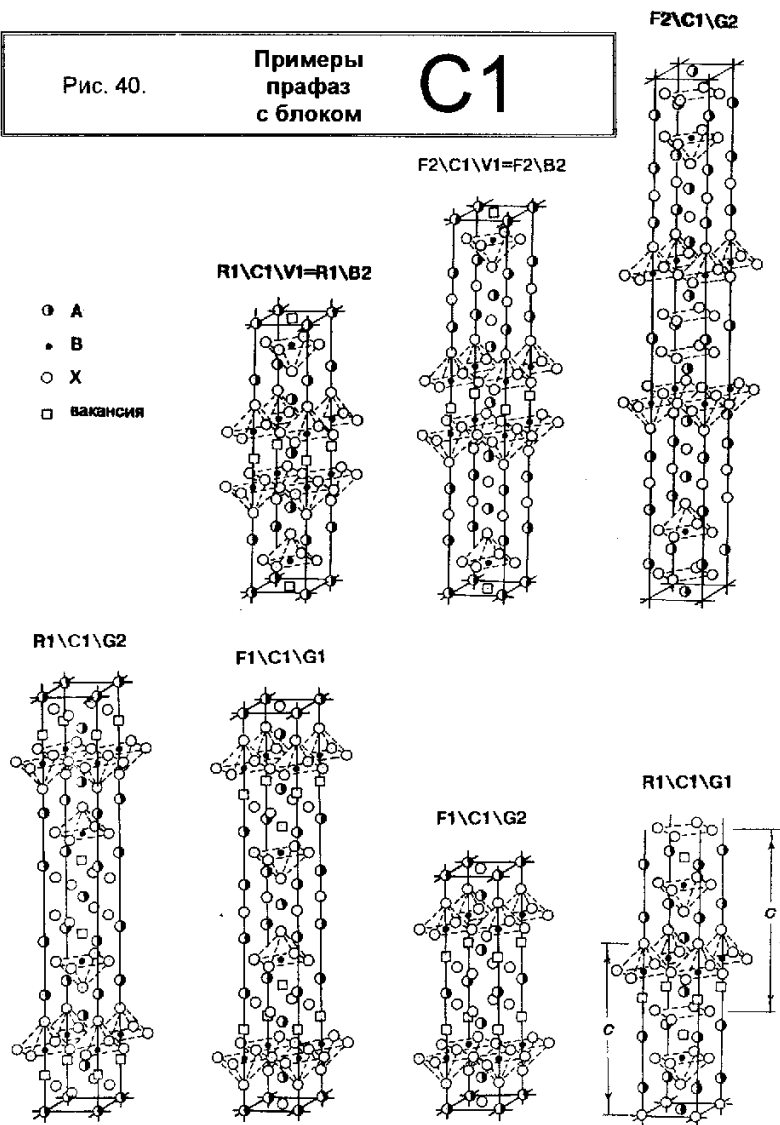 F2\C1\G2
Рис. 40.
Примеры
прафаз
с блоком
C1
F2\C1\V1=F2\B2
R1\C1\V1=R1\B2
A
B
X
вакансия
R1\C1\G2
F1\C1\G1
F1\C1\G2
R1\C1\G1
C
C